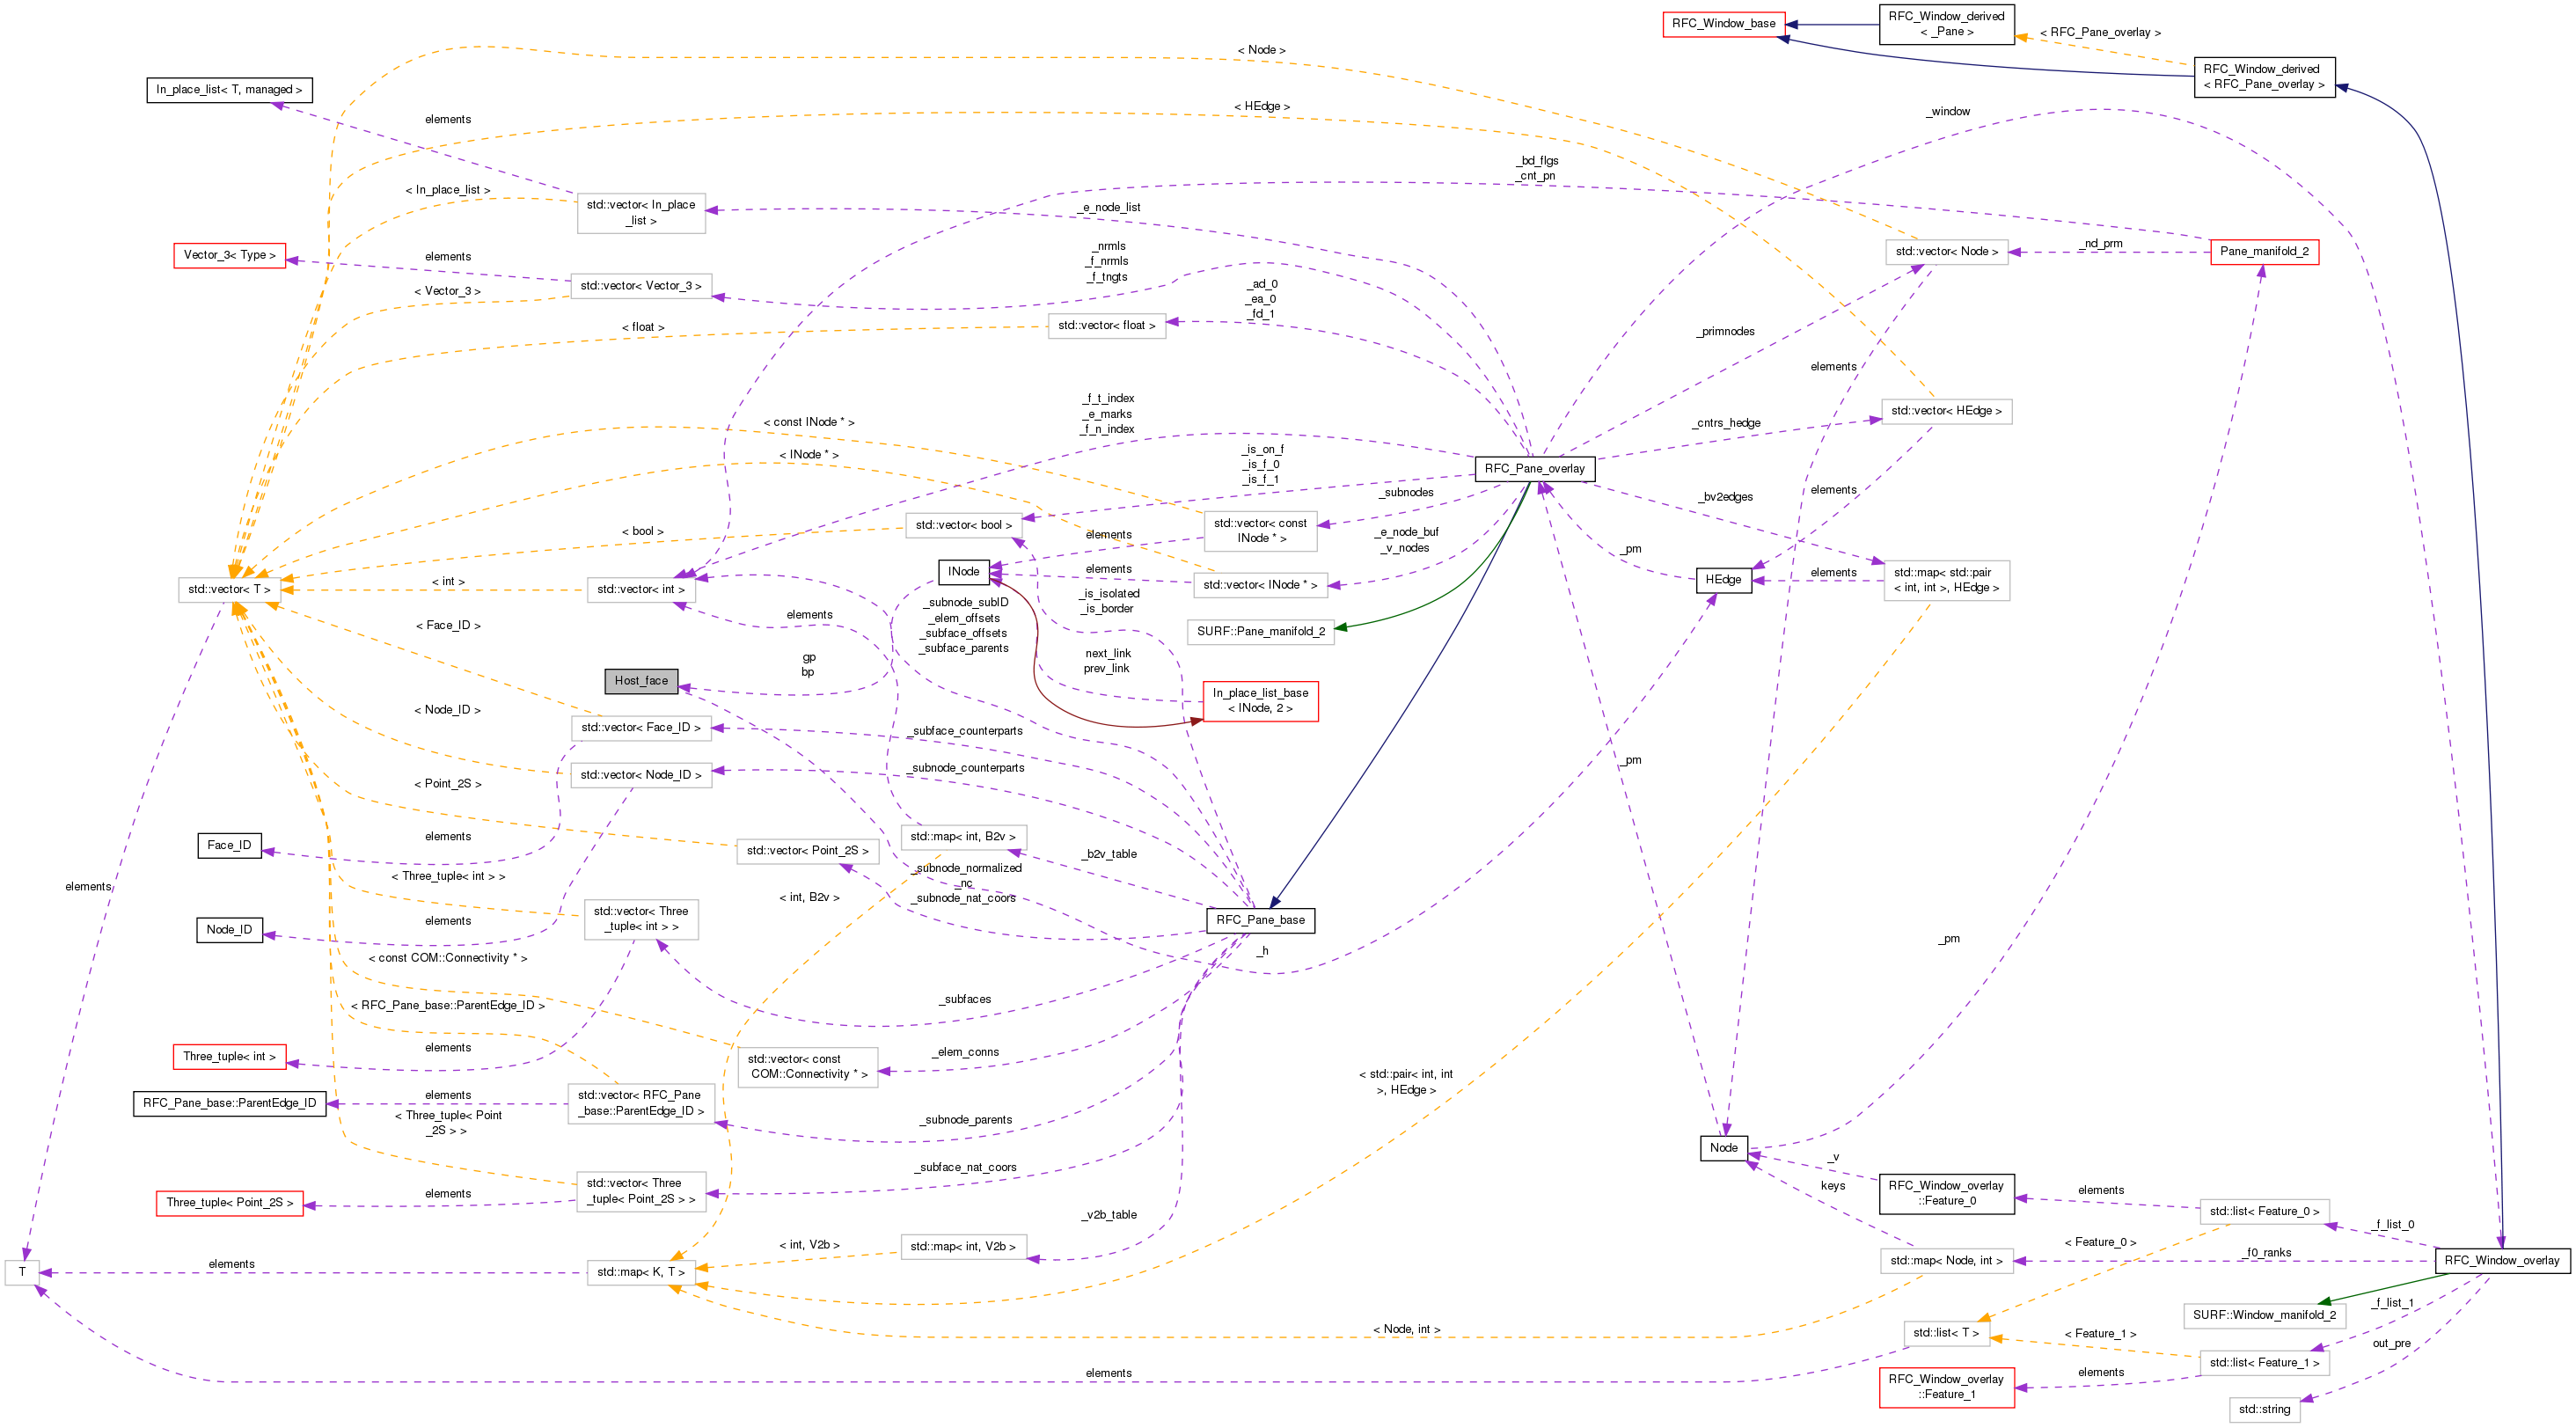 RFC_Window_base
RFC_Window_derived
< _Pane >
< RFC_Pane_overlay >
RFC_Window_derived
< RFC_Pane_overlay >
< Node >
In_place_list< T, managed >
elements
< HEdge >
_window
_bd_flgs
_cnt_pn
< In_place_list >
std::vector< In_place
_list >
_e_node_list
Vector_3< Type >
elements
< Vector_3 >
std::vector< Vector_3 >
_nrmls
_f_nrmls
_f_tngts
std::vector< Node >
_nd_prm
Pane_manifold_2
< float >
std::vector< float >
_ad_0
_ea_0
_fd_1
_primnodes
elements
< const INode * >
_f_t_index
_e_marks
_f_n_index
_cntrs_hedge
std::vector< HEdge >
< INode * >
_is_on_f
_is_f_0
_is_f_1
RFC_Pane_overlay
_subnodes
_bv2edges
elements
< bool >
std::vector< bool >
std::vector< const
INode * >
elements
_e_node_buf
_v_nodes
_pm
std::vector< T >
< int >
std::vector< int >
INode
elements
std::vector< INode * >
HEdge
elements
std::map< std::pair
< int, int >, HEdge >
< Face_ID >
elements
_subnode_subID
_elem_offsets
_subface_offsets
_subface_parents
_is_isolated
_is_border
SURF::Pane_manifold_2
Host_face
gp
bp
next_link
prev_link
In_place_list_base
< INode, 2 >
< Node_ID >
std::vector< Face_ID >
_subface_counterparts
std::vector< Node_ID >
_subnode_counterparts
_pm
< Point_2S >
Face_ID
elements
std::vector< Point_2S >
std::map< int, B2v >
_b2v_table
elements
< Three_tuple< int > >
< int, B2v >
_subnode_normalized
_nc
_subnode_nat_coors
Node_ID
elements
std::vector< Three
_tuple< int > >
RFC_Pane_base
_h
_pm
< const COM::Connectivity * >
< RFC_Pane_base::ParentEdge_ID >
_subfaces
Three_tuple< int >
elements
std::vector< const
COM::Connectivity * >
_elem_conns
RFC_Pane_base::ParentEdge_ID
elements
std::vector< RFC_Pane
_base::ParentEdge_ID >
< std::pair< int, int
>, HEdge >
< Three_tuple< Point
_2S > >
_subnode_parents
Node
_v
Three_tuple< Point_2S >
elements
std::vector< Three
_tuple< Point_2S > >
_subface_nat_coors
keys
RFC_Window_overlay
::Feature_0
elements
std::list< Feature_0 >
_v2b_table
_f_list_0
T
elements
std::map< K, T >
< int, V2b >
std::map< int, V2b >
std::map< Node, int >
< Feature_0 >
_f0_ranks
RFC_Window_overlay
SURF::Window_manifold_2
_f_list_1
< Node, int >
std::list< T >
< Feature_1 >
out_pre
elements
RFC_Window_overlay
::Feature_1
elements
std::list< Feature_1 >
std::string